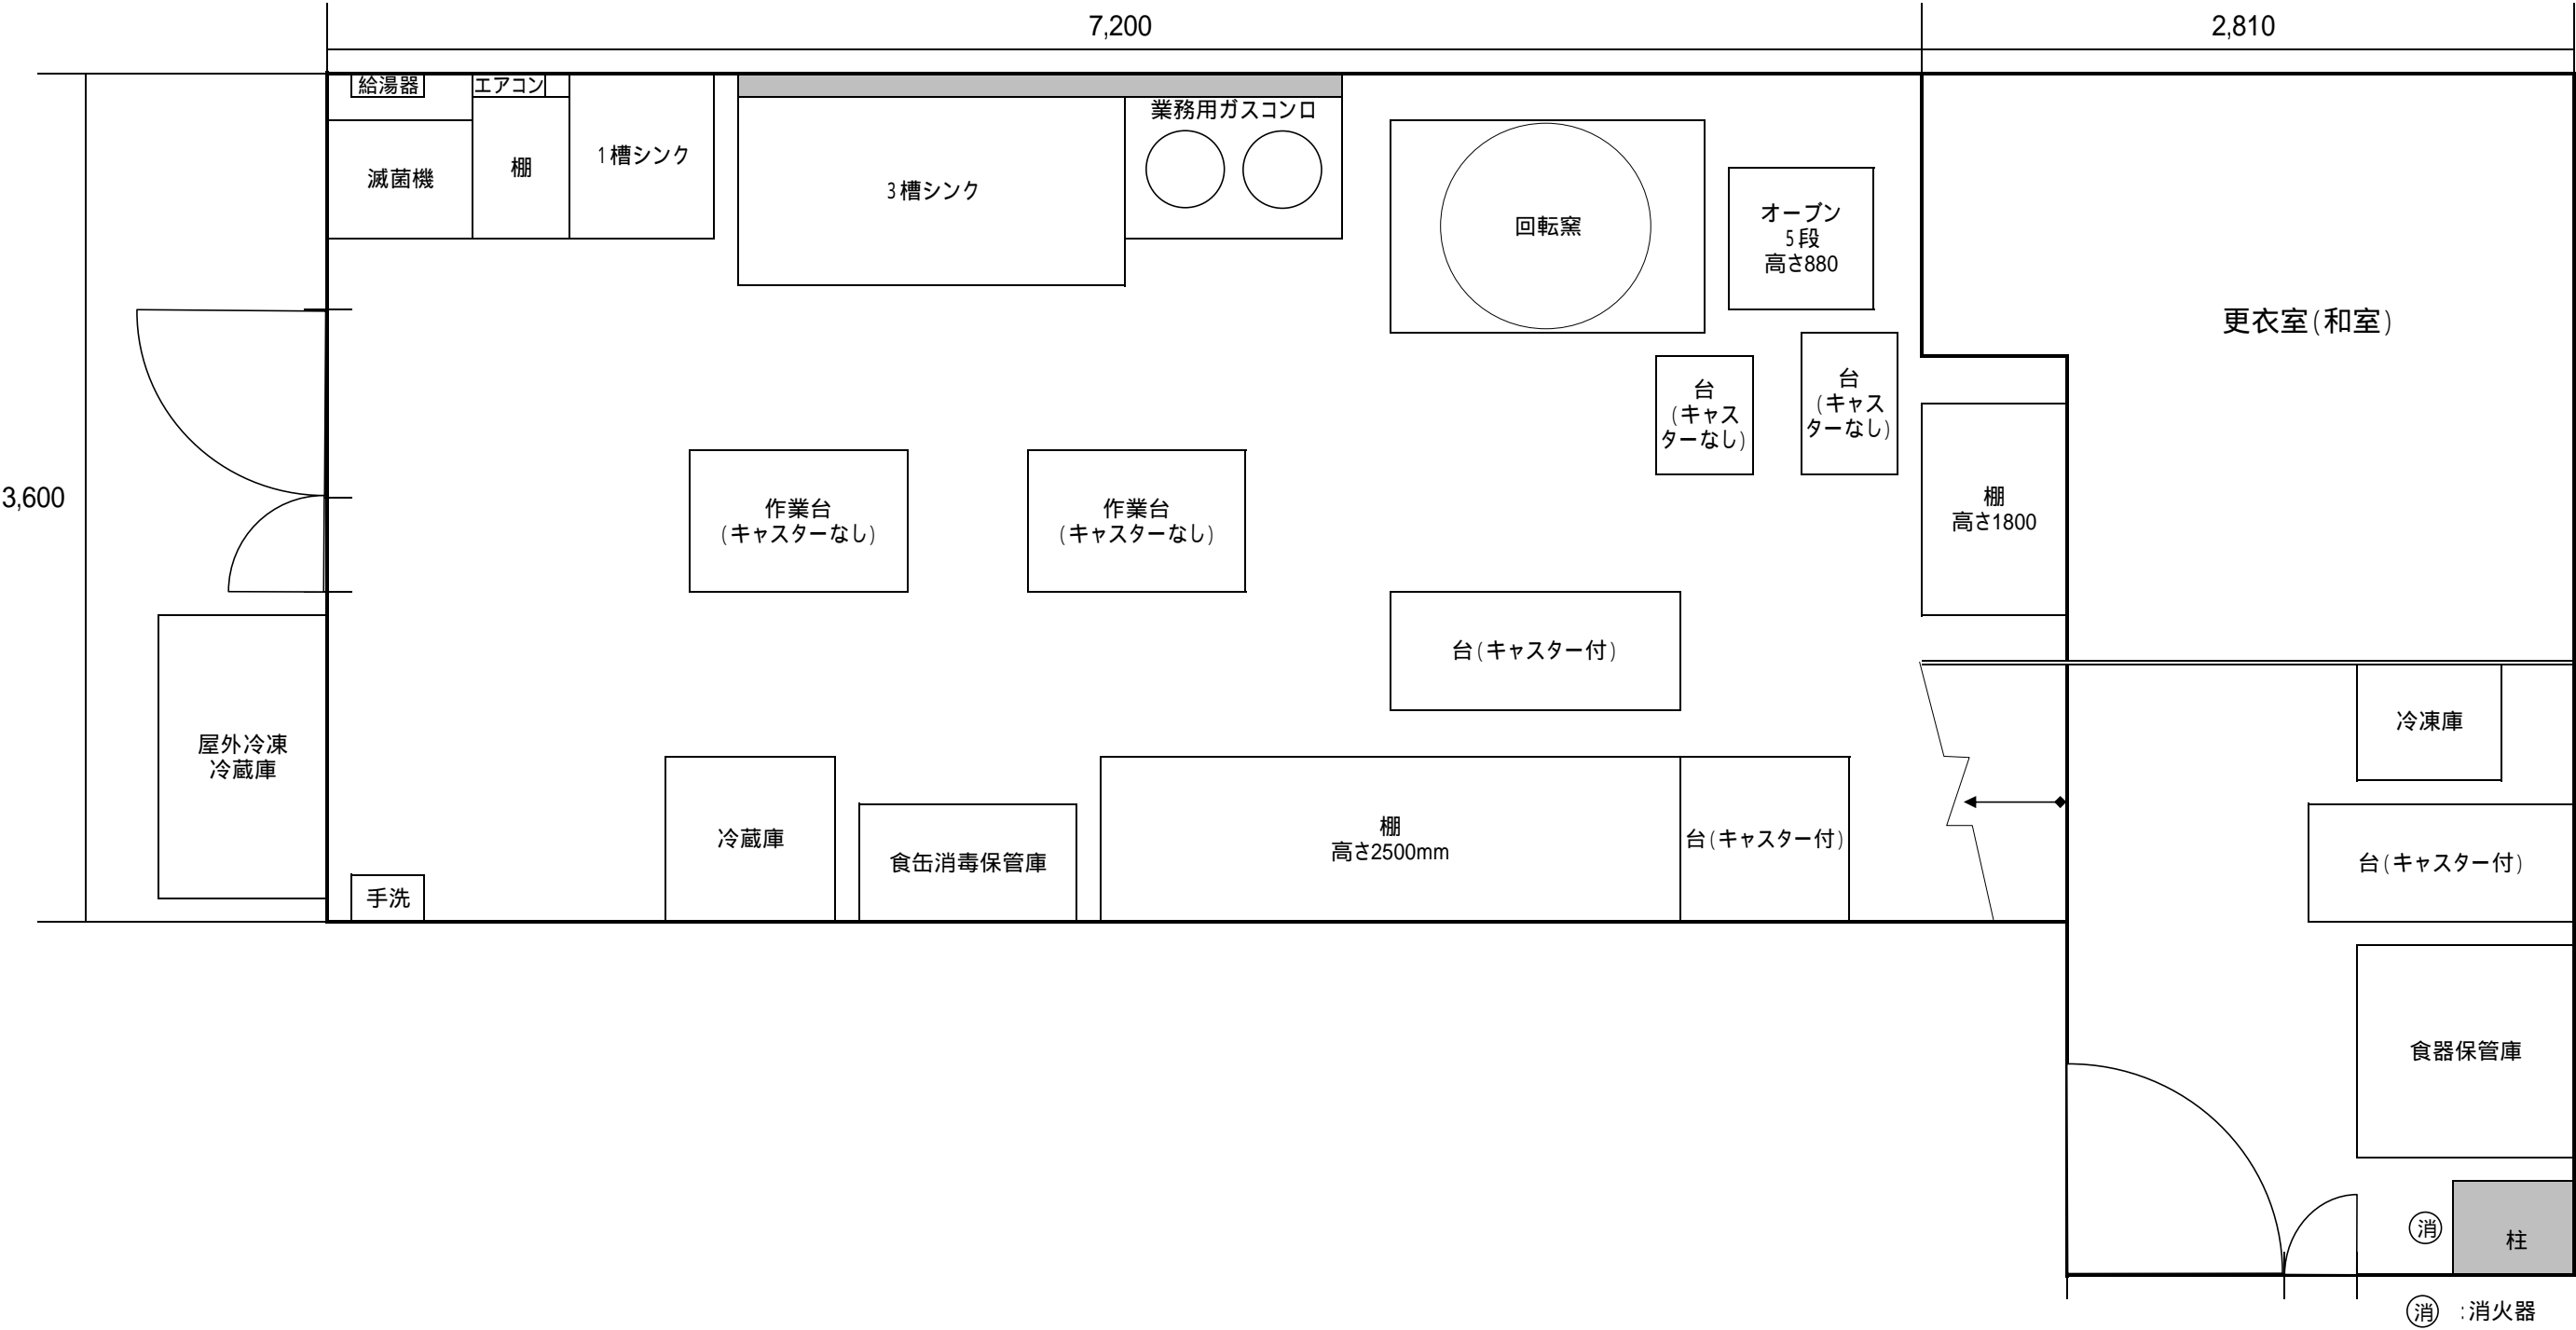 7,200
2,810
給湯器
エアコン
業務用ガスコンロ
1槽シンク
棚
滅菌機
3槽シンク
回転窯
オーブン
5段
高さ880
更衣室(和室)
台
(キャス
ターなし)
台
(キャス
ターなし)
3,600
作業台
(キャスターなし)
作業台
(キャスターなし)
棚
高さ1800
台(キャスター付)
屋外冷凍
冷蔵庫
冷凍庫
冷蔵庫
食缶消毒保管庫
棚
高さ2500mm
台(キャスター付)
台(キャスター付)
手洗
食器保管庫
消
柱
消 :消火器